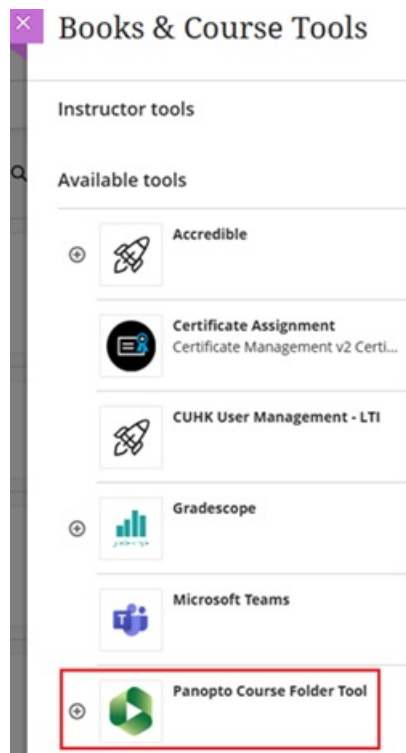 Books & Course Tools
Instructor tools
Available tools
Accredible
Certificate Assignment
Certificate Management v2 Certi...
CUHK User Management - LTI
Gradescope
Microsoft Teams
Panopto Course Folder Tool